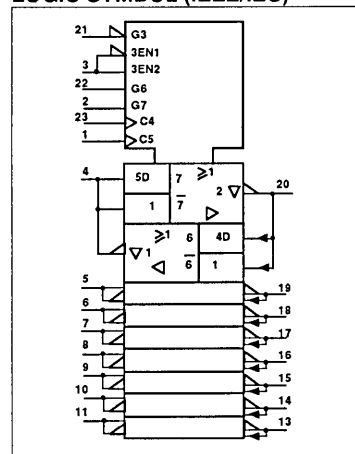 LOGIC SYMBOL (IEEE/IEC)
21 G3
3EN1
3 3EN2
22 G6
2 G7
23 C4
1 C5
4 5D 7 ≥1 2 ▽ 20
1 7̅ ▷
▽ 1 ≥1 6 4D
◁ 6̅ 1
5 19
6 18
7 17
8 16
9 15
10 14
11 13